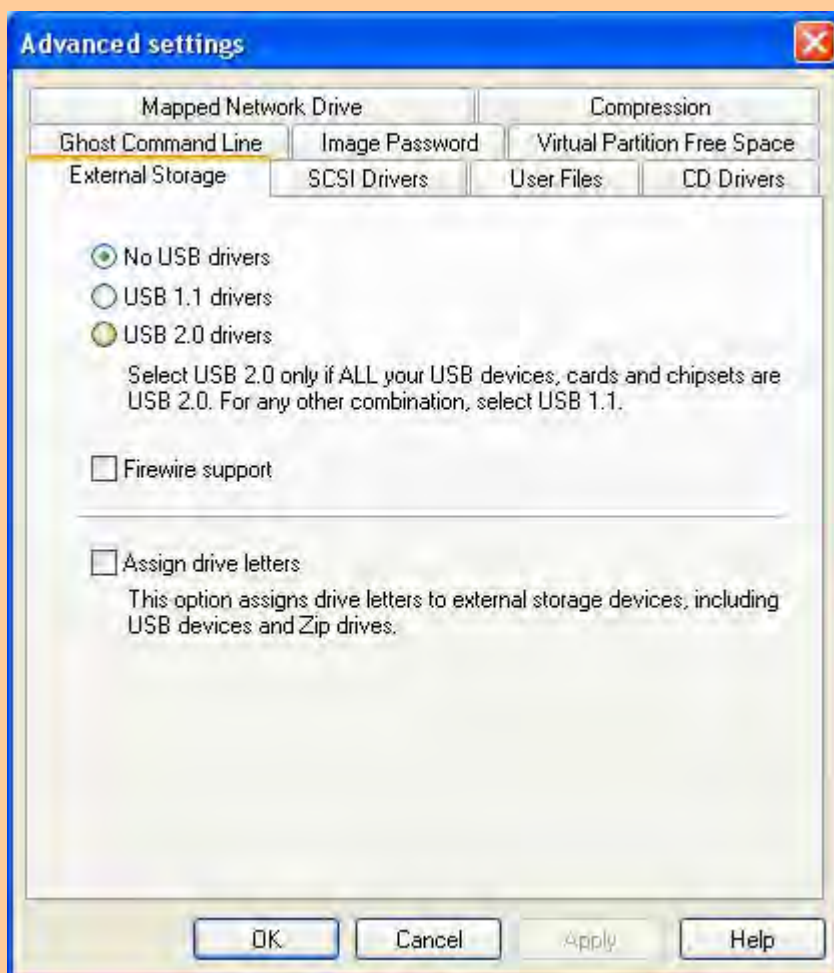 Advanced settings
Mapped Network Drive
Compression
Ghost Command Line
Image Password
Virtual Partition Free Space
External Storage
SCSI Drivers
User Files
CD Drivers
No USB drivers
USB 1.1 drivers
USB 2.0 drivers
Select USB 2.0 only if ALL your USB devices, cards and chipsets are
USB 2.0. For any other combination, select USB 1.1.
Firewire support
Assign drive letters
This option assigns drive letters to external storage devices, including
USB devices and Zip drives.
OK
Cancel
Apply
Help